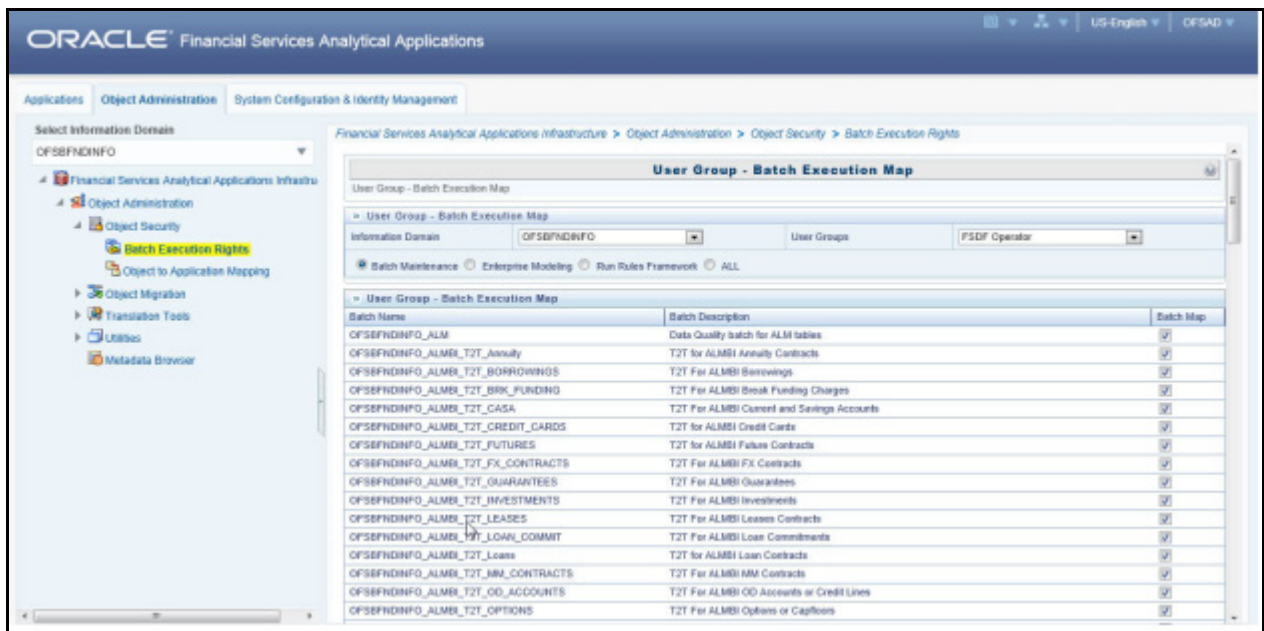 ORACLE Financial Services Analytical Applications
US-English
OFSAD
Applications
Object Administration
System Configuration & Identity Management
Select Information Domain
OFSBFNDINFO
Financial Services Analytical Applications Infrastru
Object Administration
Object Security
Batch Execution Rights
Object to Application Mapping
Object Migration
Translation Tools
Utilities
Metadata Browser
Financial Services Analytical Applications Infrastructure > Object Administration > Object Security > Batch Execution Rights
User Group - Batch Execution Map
User Group - Batch Execution Map
» User Group - Batch Execution Map
Information Domain OFSBFNDINFO User Groups FSDF Operator
Batch Maintenance Enterprise Modeling Run Rules Framework ALL
» User Group - Batch Execution Map
Batch Name Batch Description Batch Map
OFSBFNDINFO_ALM Data Quality batch for ALM tables
OFSBFNDINFO_ALMBI_T2T_Annuity T2T for ALMBI Annuity Contracts
OFSBFNDINFO_ALMBI_T2T_BORROWINGS T2T For ALMBI Borrowings
OFSBFNDINFO_ALMBI_T2T_BRK_FUNDING T2T For ALMBI Break Funding Charges
OFSBFNDINFO_ALMBI_T2T_CASA T2T For ALMBI Current and Savings Accounts
OFSBFNDINFO_ALMBI_T2T_CREDIT_CARDS T2T for ALMBI Credit Cards
OFSBFNDINFO_ALMBI_T2T_FUTURES T2T for ALMBI Future Contracts
OFSBFNDINFO_ALMBI_T2T_FX_CONTRACTS T2T For ALMBI FX Contracts
OFSBFNDINFO_ALMBI_T2T_GUARANTEES T2T For ALMBI Guarantees
OFSBFNDINFO_ALMBI_T2T_INVESTMENTS T2T For ALMBI Investments
OFSBFNDINFO_ALMBI_T2T_LEASES T2T For ALMBI Leases Contracts
OFSBFNDINFO_ALMBI_T2T_LOAN_COMMIT T2T For ALMBI Loan Commitments
OFSBFNDINFO_ALMBI_T2T_Loans T2T for ALMBI Loan Contracts
OFSBFNDINFO_ALMBI_T2T_MM_CONTRACTS T2T For ALMBI MM Contracts
OFSBFNDINFO_ALMBI_T2T_OD_ACCOUNTS T2T For ALMBI OD Accounts or Credit Lines
OFSBFNDINFO_ALMBI_T2T_OPTIONS T2T For ALMBI Options or Capfloors